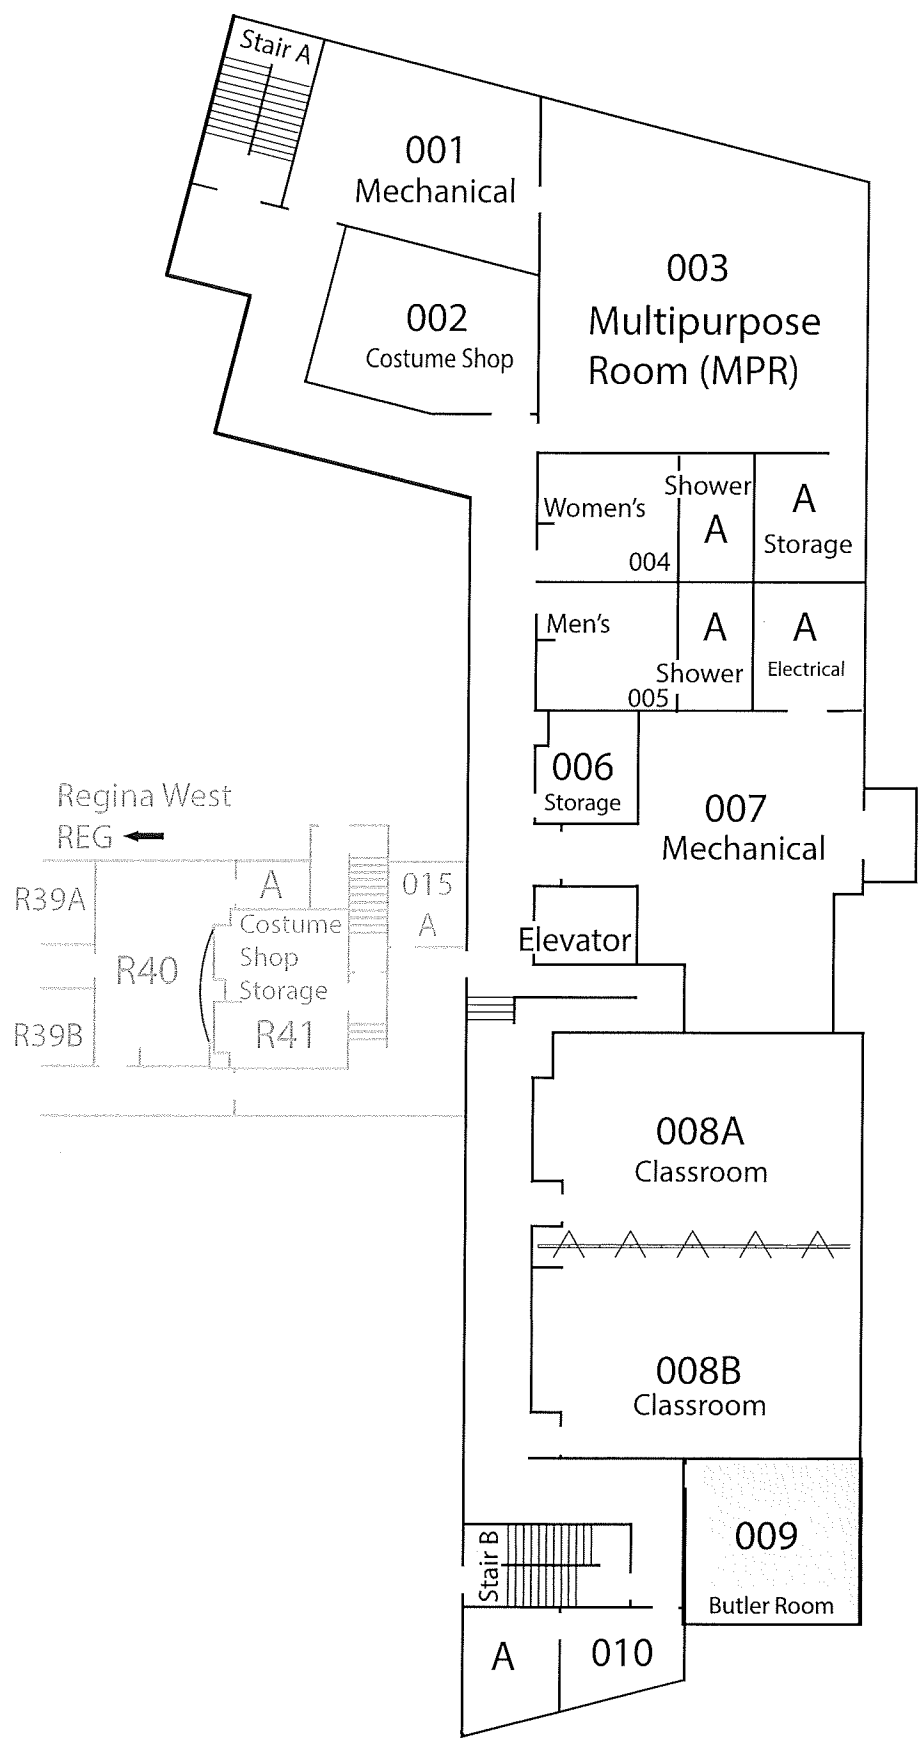 Stair A
001
Mechanical
003
Multipurpose
Room (MPR)
002
Costume Shop
Shower
A
A
Storage
Women's
004
Men's
A
A
Shower
Electrical
005
006
Storage
007
Mechanical
Regina West
REG
R39A
A
015
A
Costume
Shop
Storage
R40
R39B
R41
Elevator
008A
Classroom
008B
Classroom
009
Butler Room
Stair B
A
010